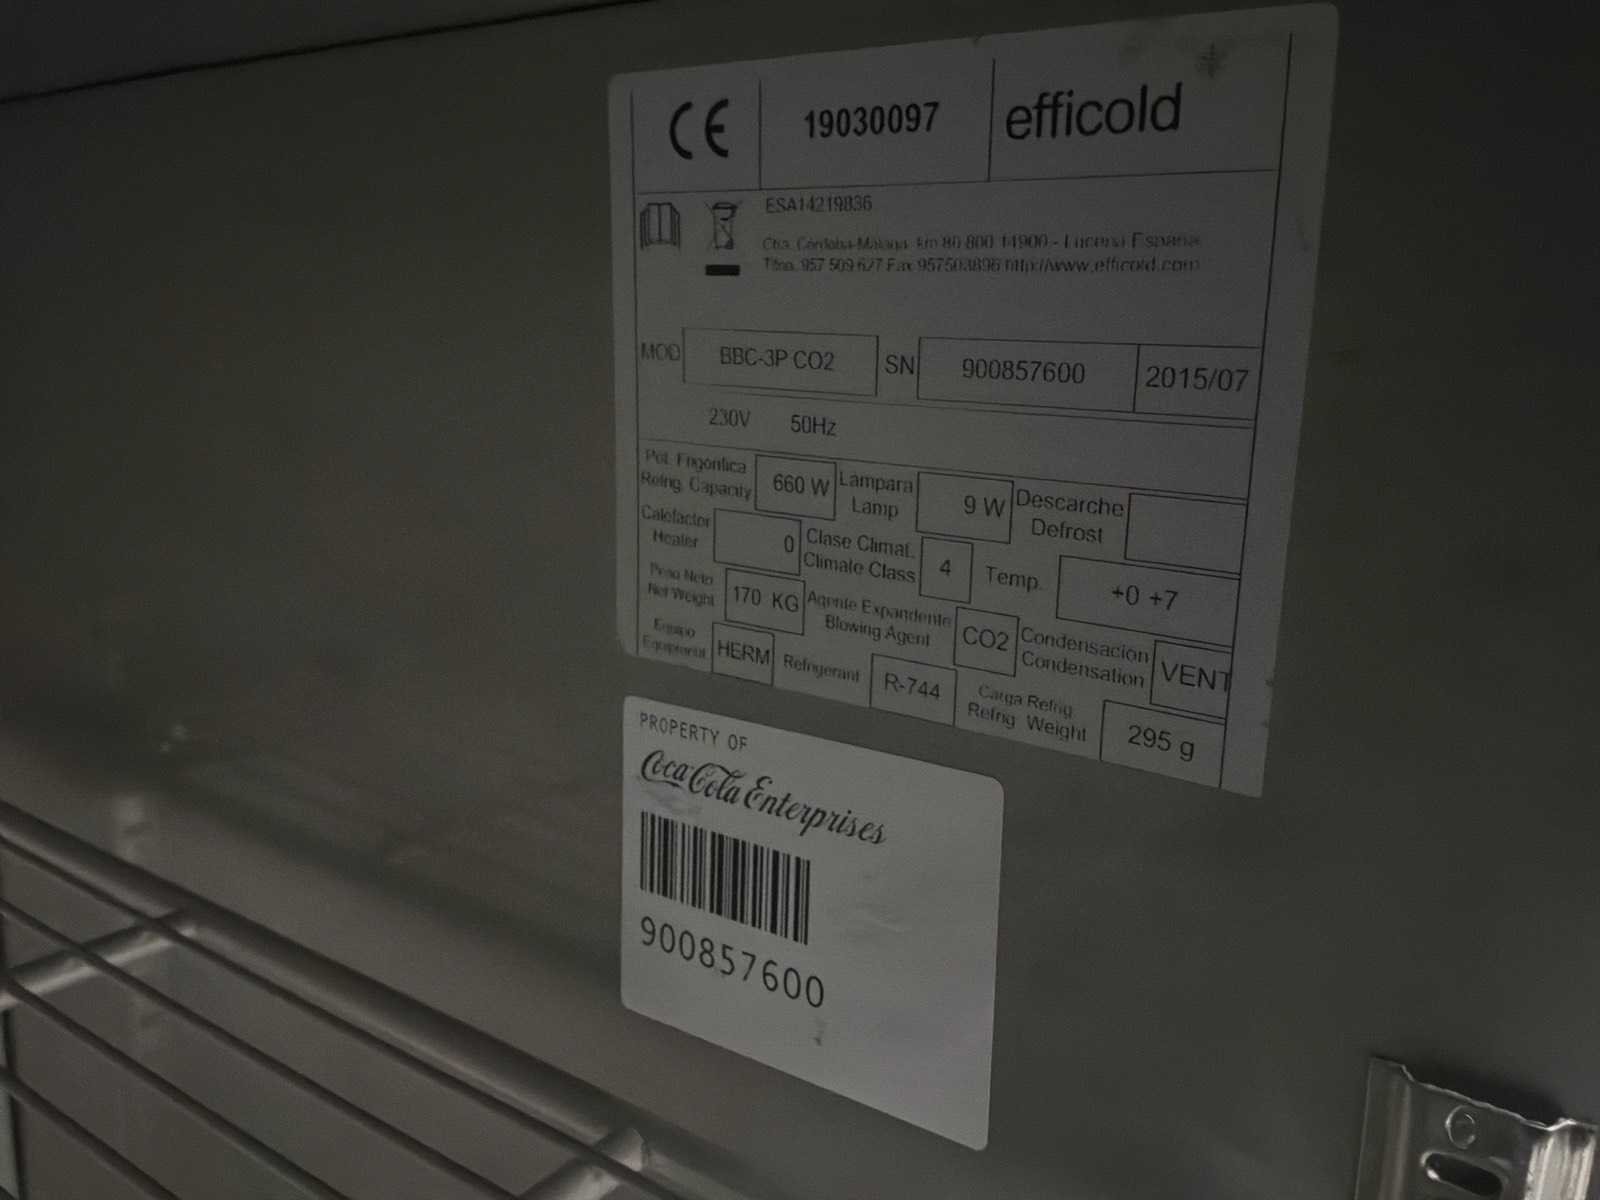 CE 19030097 efficold
ESA14219836
Ctra. Córdoba-Málaga, km 80,800 14900 - Lucena España
Tlfno. 957 509 627 Fax 957503896 http://www.efficold.com
MOD BBC-3P CO2 SN 900857600 2015/07
230V 50Hz
Pot. Frigorífica
Refrig. Capacity 660 W Lámpara
Lamp 9 W Descarche
Defrost
Calefactor
Heater 0 Clase Climat.
Climate Class 4 Temp. +0 +7
Peso Neto
Net Weight 170 KG Agente Expandente
Blowing Agent CO2 Condensación
Condensation VENT
Equipo
Equipment HERM Refrigerant R-744 Carga Refrig.
Refrig. Weight 295 g
PROPERTY OF
Coca-Cola Enterprises
900857600